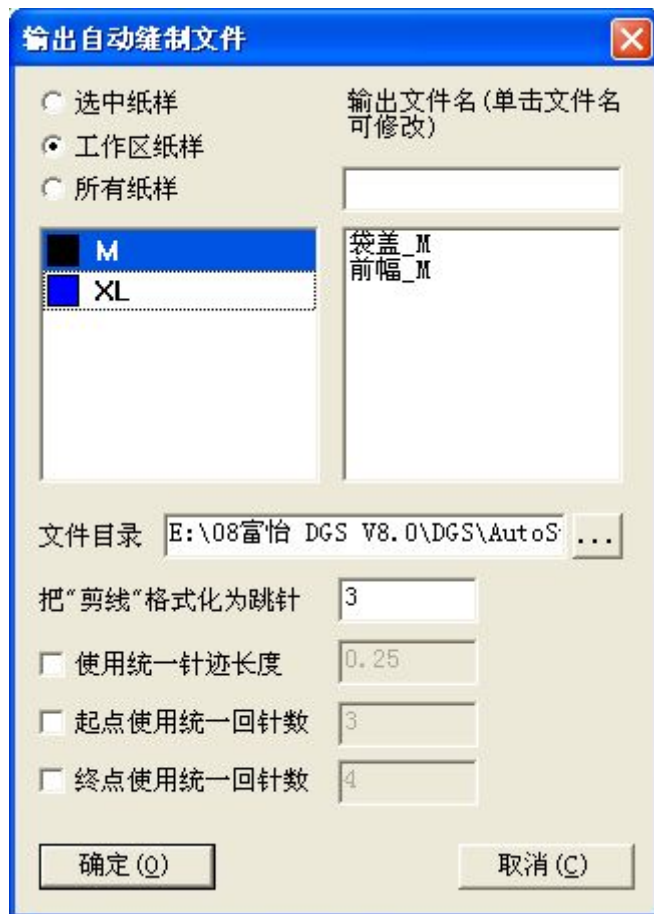 输出自动缝制文件
选中纸样
工作区纸样
所有纸样
输出文件名(单击文件名
可修改)
M
XL
袋盖_M
前幅_M
文件目录 E:\08富怡 DGS V8.0\DGS\AutoS ...
把"剪线"格式化为跳针 3
使用统一针迹长度 0.25
起点使用统一回针数 3
终点使用统一回针数 4
确定(O) 取消(C)